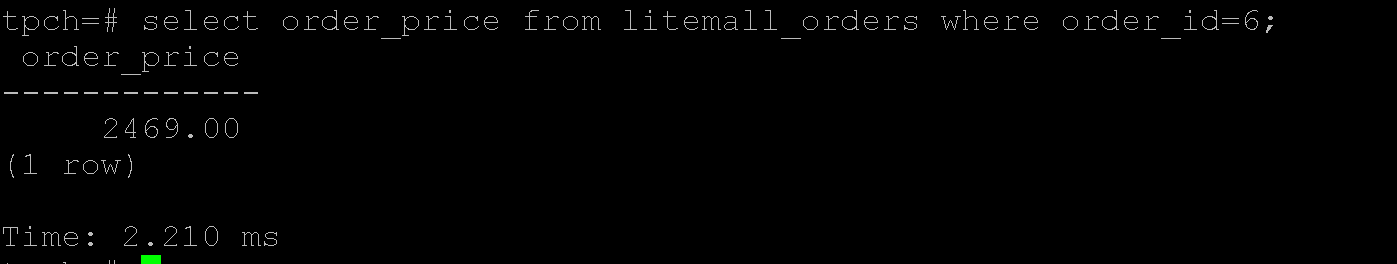 tpch=# select order_price from litemall_orders where order_id=6;
order_price
-------------
2469.00
(1 row)
Time: 2.210 ms